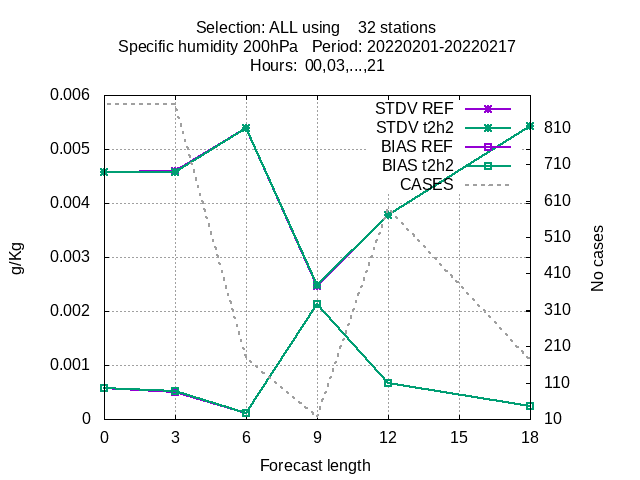 Selection: ALL using    32 stations
Specific humidity 200hPa   Period: 20220201-20220217
Hours:  00,03,...,21
0.006
0.005
0.004
0.003
0.002
0.001
0
g/Kg
STDV REF
STDV t2h2
BIAS REF
BIAS t2h2
CASES
810
710
610
510
410
310
210
110
10
No cases
0 3 6 9 12 15 18
Forecast length